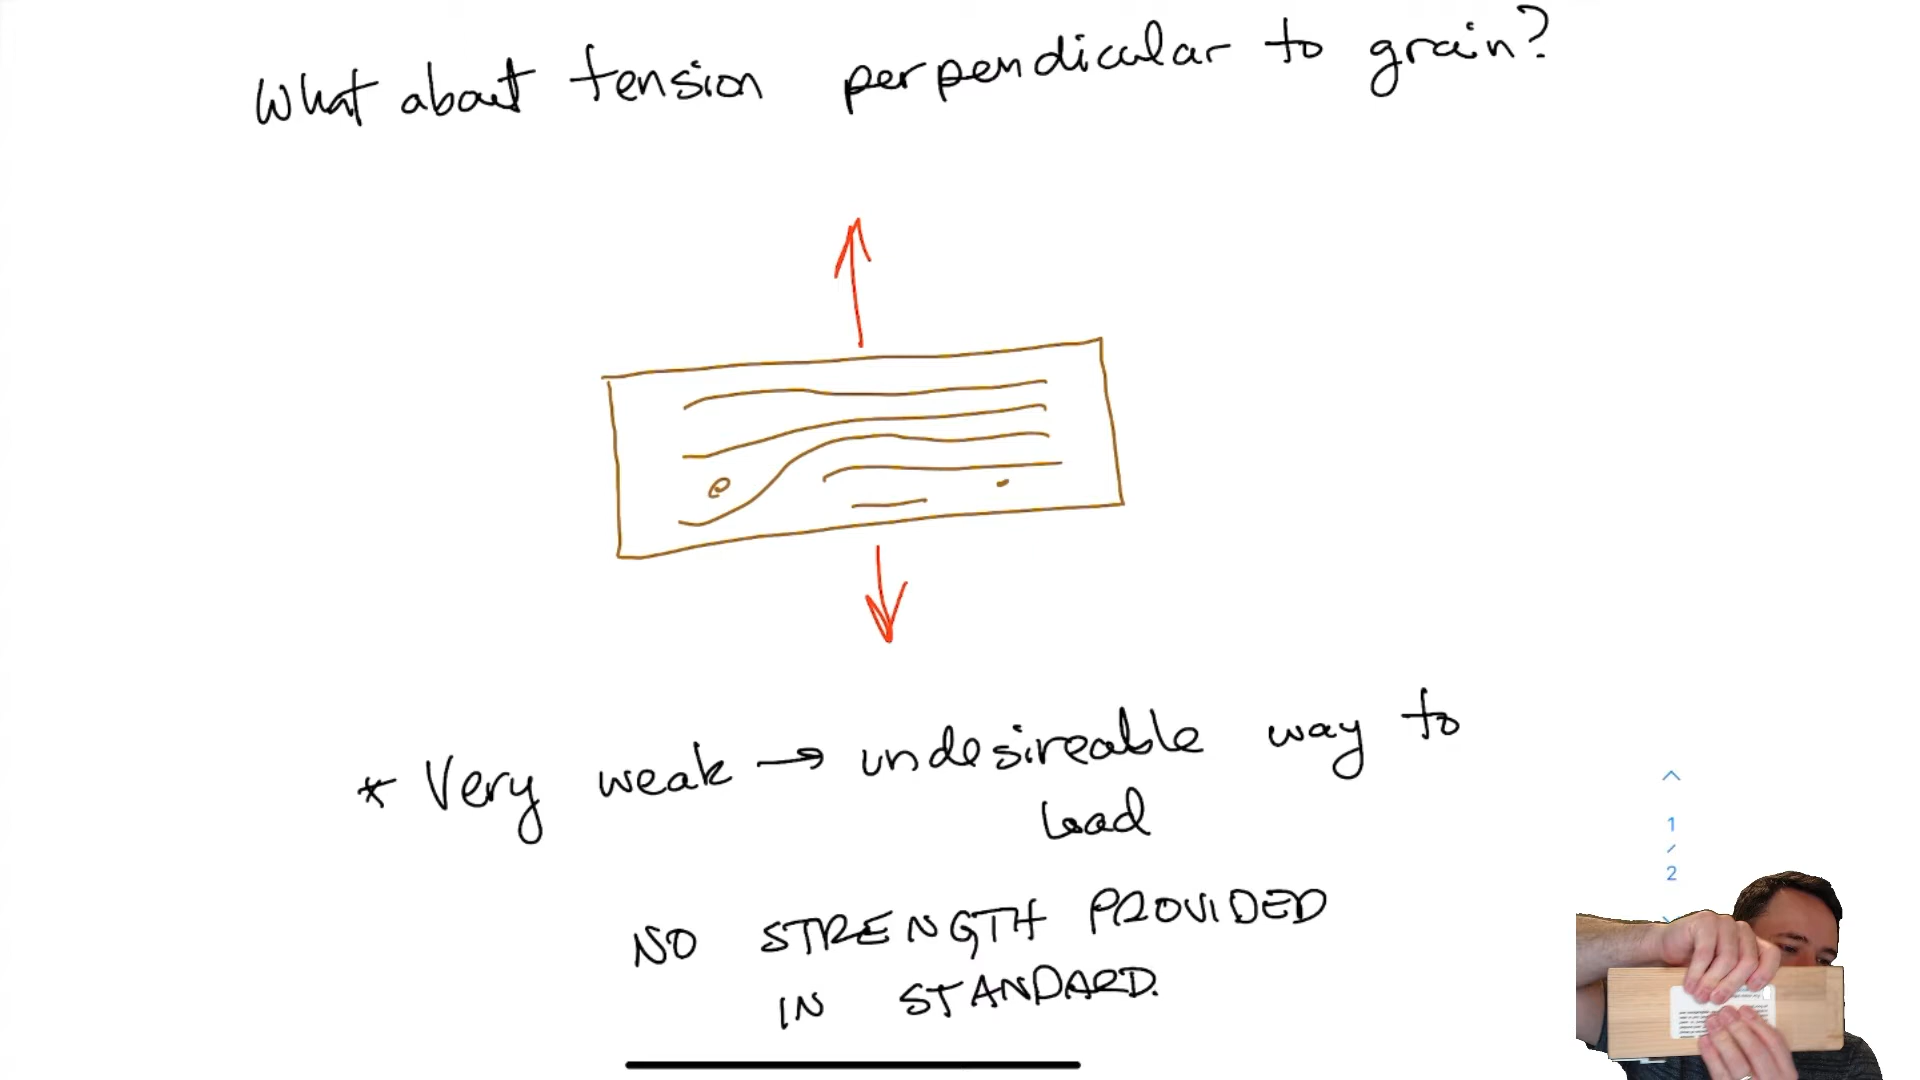 What about tension perpendicular to grain?
* Very weak → undesireable way to
load
NO STRENGTH PROVIDED
IN STANDARD.
1
/
2